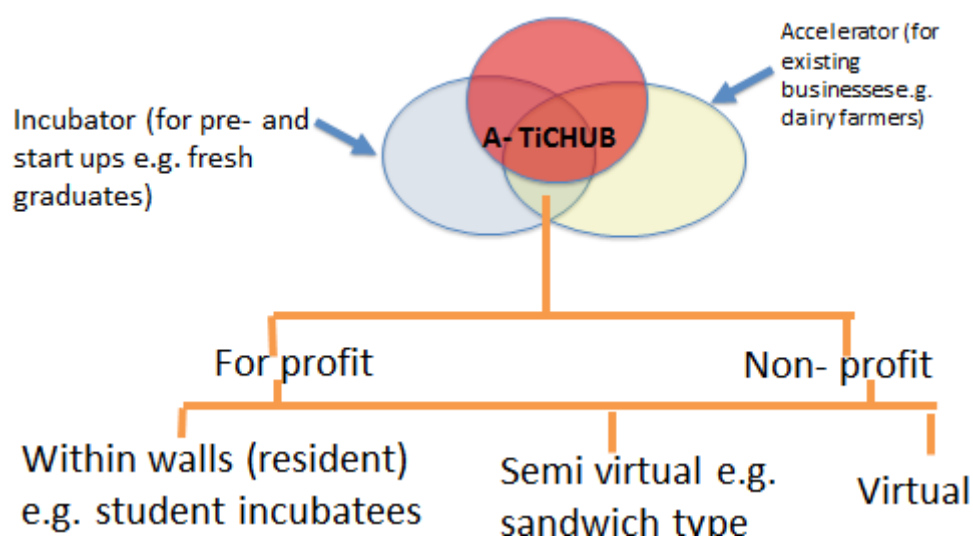 Accelerator (for
existing
businessese.g.
dairy farmers)
Incubator (for pre- and
start ups e.g. fresh
graduates)
A- TiCHUB
For profit
Non- profit
Within walls (resident)
e.g. student incubatees
Semi virtual e.g.
sandwich type
Virtual